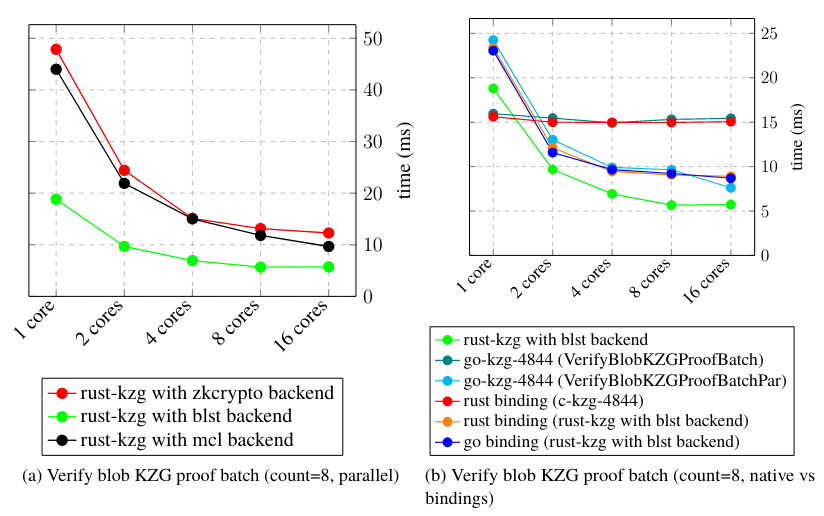 50
40
30
20
10
0
time (ms)
1 core
2 cores
4 cores
8 cores
16 cores
rust-kzg with zkcrypto backend
rust-kzg with blst backend
rust-kzg with mcl backend
(a) Verify blob KZG proof batch (count=8, parallel)
25
20
15
10
5
0
time (ms)
1 core
2 cores
4 cores
8 cores
16 cores
rust-kzg with blst backend
go-kzg-4844 (VerifyBlobKZGProofBatch)
go-kzg-4844 (VerifyBlobKZGProofBatchPar)
rust binding (c-kzg-4844)
rust binding (rust-kzg with blst backend)
go binding (rust-kzg with blst backend)
(b) Verify blob KZG proof batch (count=8, native vs
bindings)